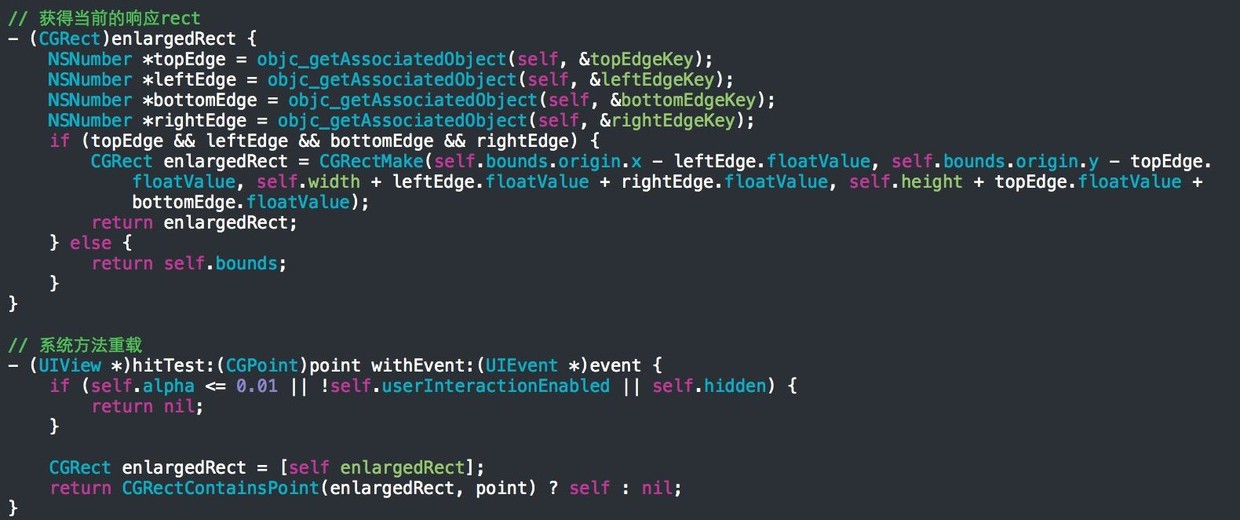 // 获得当前的响应rect
- (CGRect)enlargedRect {
    NSNumber *topEdge = objc_getAssociatedObject(self, &topEdgeKey);
    NSNumber *leftEdge = objc_getAssociatedObject(self, &leftEdgeKey);
    NSNumber *bottomEdge = objc_getAssociatedObject(self, &bottomEdgeKey);
    NSNumber *rightEdge = objc_getAssociatedObject(self, &rightEdgeKey);
    if (topEdge && leftEdge && bottomEdge && rightEdge) {
        CGRect enlargedRect = CGRectMake(self.bounds.origin.x - leftEdge.floatValue, self.bounds.origin.y - topEdge.
            floatValue, self.width + leftEdge.floatValue + rightEdge.floatValue, self.height + topEdge.floatValue +
            bottomEdge.floatValue);
        return enlargedRect;
    } else {
        return self.bounds;
    }
}

// 系统方法重载
- (UIView *)hitTest:(CGPoint)point withEvent:(UIEvent *)event {
    if (self.alpha <= 0.01 || !self.userInteractionEnabled || self.hidden) {
        return nil;
    }

    CGRect enlargedRect = [self enlargedRect];
    return CGRectContainsPoint(enlargedRect, point) ? self : nil;
}